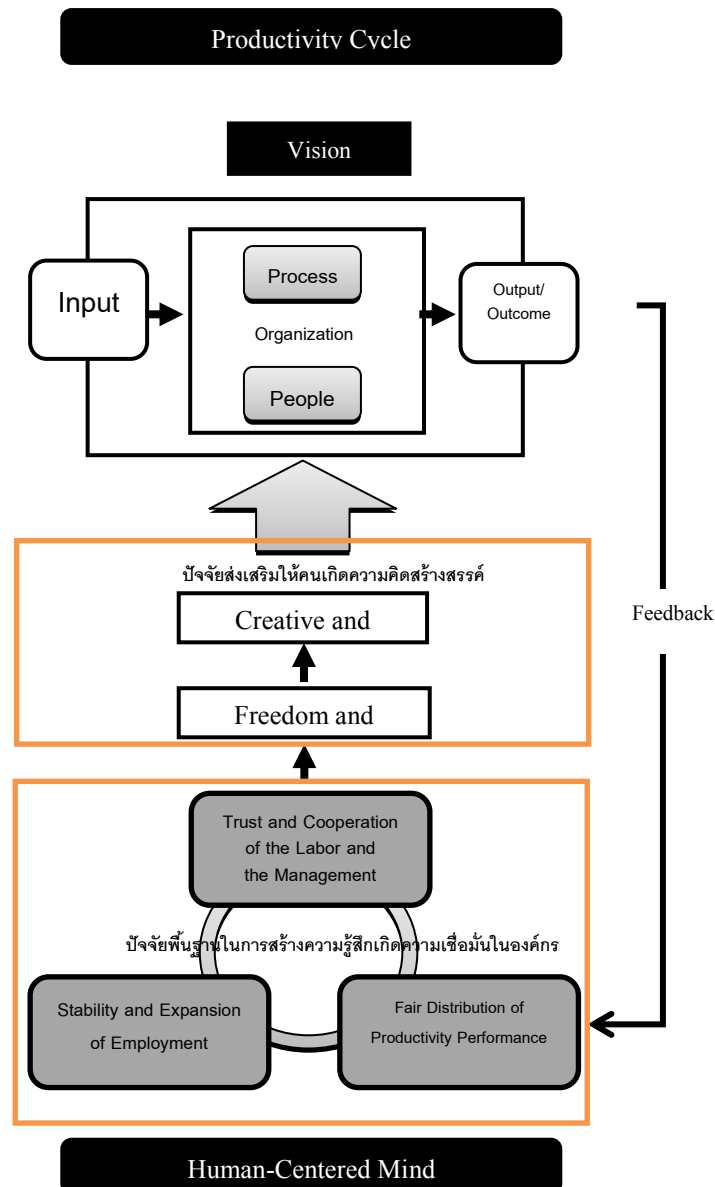 Productivity Cycle
Vision
Input
Process
Organization
People
Output/
Outcome
ปัจจัยส่งเสริมให้คนเกิดความคิดสร้างสรรค์
Creative and
Freedom and
Feedback
Trust and Cooperation
of the Labor and
the Management
ปัจจัยพื้นฐานในการสร้างความรู้สึกเกิดความเชื่อมั่นในองค์กร
Stability and Expansion
of Employment
Fair Distribution of
Productivity Performance
Human-Centered Mind